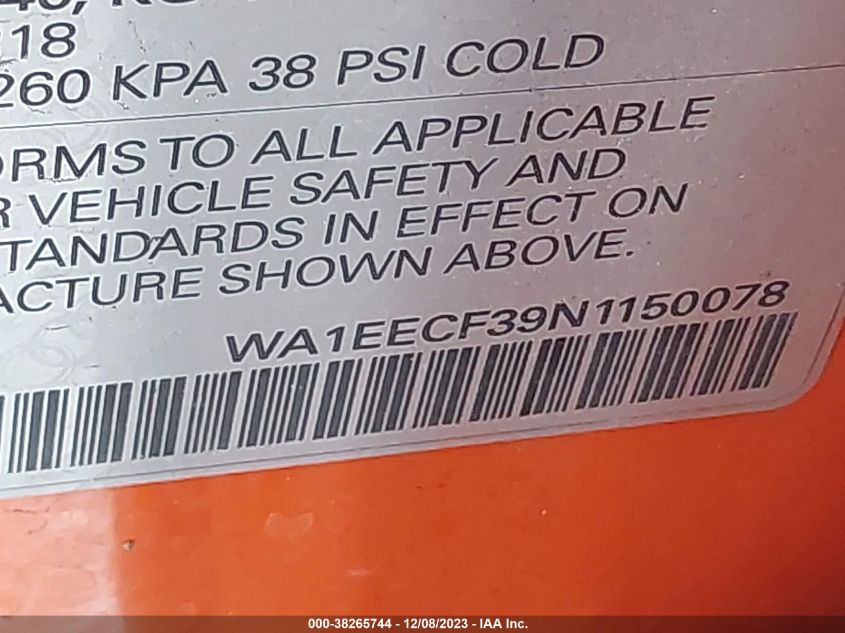 218
260 KPA 38 PSI COLD
ORMS TO ALL APPLICABLE
R VEHICLE SAFETY AND
TANDARDS IN EFFECT ON
ACTURE SHOWN ABOVE.
WA1EECF39N1150078
000-38265744 - 12/08/2023 - IAA Inc.